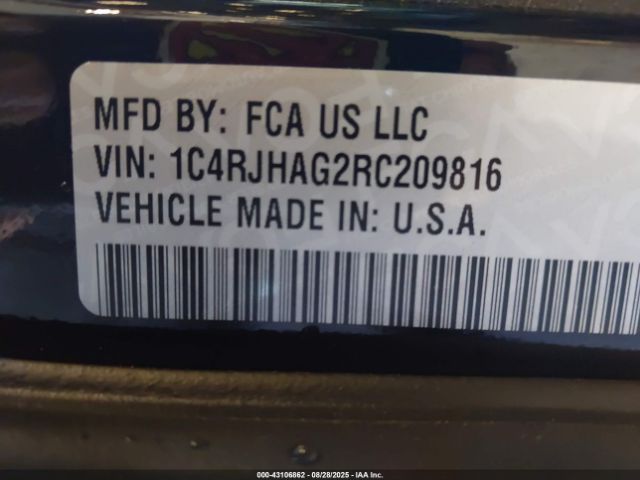 MFD BY: FCA US LLC
VIN: 1C4RJHAG2RC209816
VEHICLE MADE IN: U.S.A.
000-43106862 - 08/28/2025 - IAA Inc.